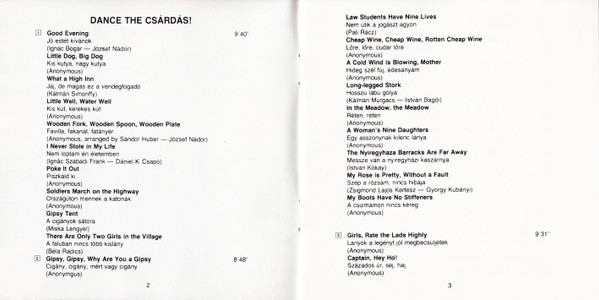 DANCE THE CSÁRDÁS!
1 Good Evening 9'40"
Jó estét kívánok
(Ignác Bognár — József Nádor)
Little Dog, Big Dog
Kis kutya, nagy kutya
(Anonymous)
What a High Inn
Jaj, de magas ez a vendégfogadó
(Kálmán Simonffy)
Little Well, Water Well
Kis kút, kerekes kút
(Anonymous)
Wooden Fork, Wooden Spoon, Wooden Plate
Favilla, fakanál, fatányér
(Anonymous, arranged by Sándor Huber — József Nádor)
I Never Stole in My Life
Nem loptam én életemben
(Ignác Szabadi Frank — Dániel K. Csapó)
Poke It Out
Piszkáld ki
(Anonymous)
Soldiers March on the Highway
Országúton mennek a katonák
(Anonymous)
Gipsy Tent
A cigányok sátora
(Miska Lengyel)
There Are Only Two Girls in the Village
A faluban nincs több kislány
(Béla Radics)
2 Gipsy, Gipsy, Why Are You a Gipsy 8'48"
Cigány, cigány, mért vagy cigány
(Anonymous)
2
Law Students Have Nine Lives
Nem ütik a jogászt agyon
(Pali Rácz)
Cheap Wine, Cheap Wine, Rotten Cheap Wine
Lőre, lőre, cudar lőre
(Anonymous)
A Cold Wind Is Blowing, Mother
Hideg szél fúj, édesanyám
(Anonymous)
Long-legged Stork
Hosszú lábú gólya
(Kálmán Murgács — István Bagdi)
In the Meadow, the Meadow
Réten, réten
(Anonymous)
A Woman's Nine Daughters
Egy asszonynak kilenc lánya
(Anonymous)
The Nyíregyháza Barracks Are Far Away
Messze van a nyíregyházi kaszárnya
(István Kókay)
My Rose is Pretty, Without a Fault
Szép a rózsám, nincs hibája
(Zsigmond Lajos Kertész — György Kubányi)
My Boots Have No Stiffeners
A csizmámon nincs kéreg
(Anonymous)
3 Girls, Rate the Lads Highly 9'31"
Lányok a legényt jól megbecsüljétek
(Anonymous)
Captain, Hey Ho!
Százados úr, sej, haj
(Anonymous)
3